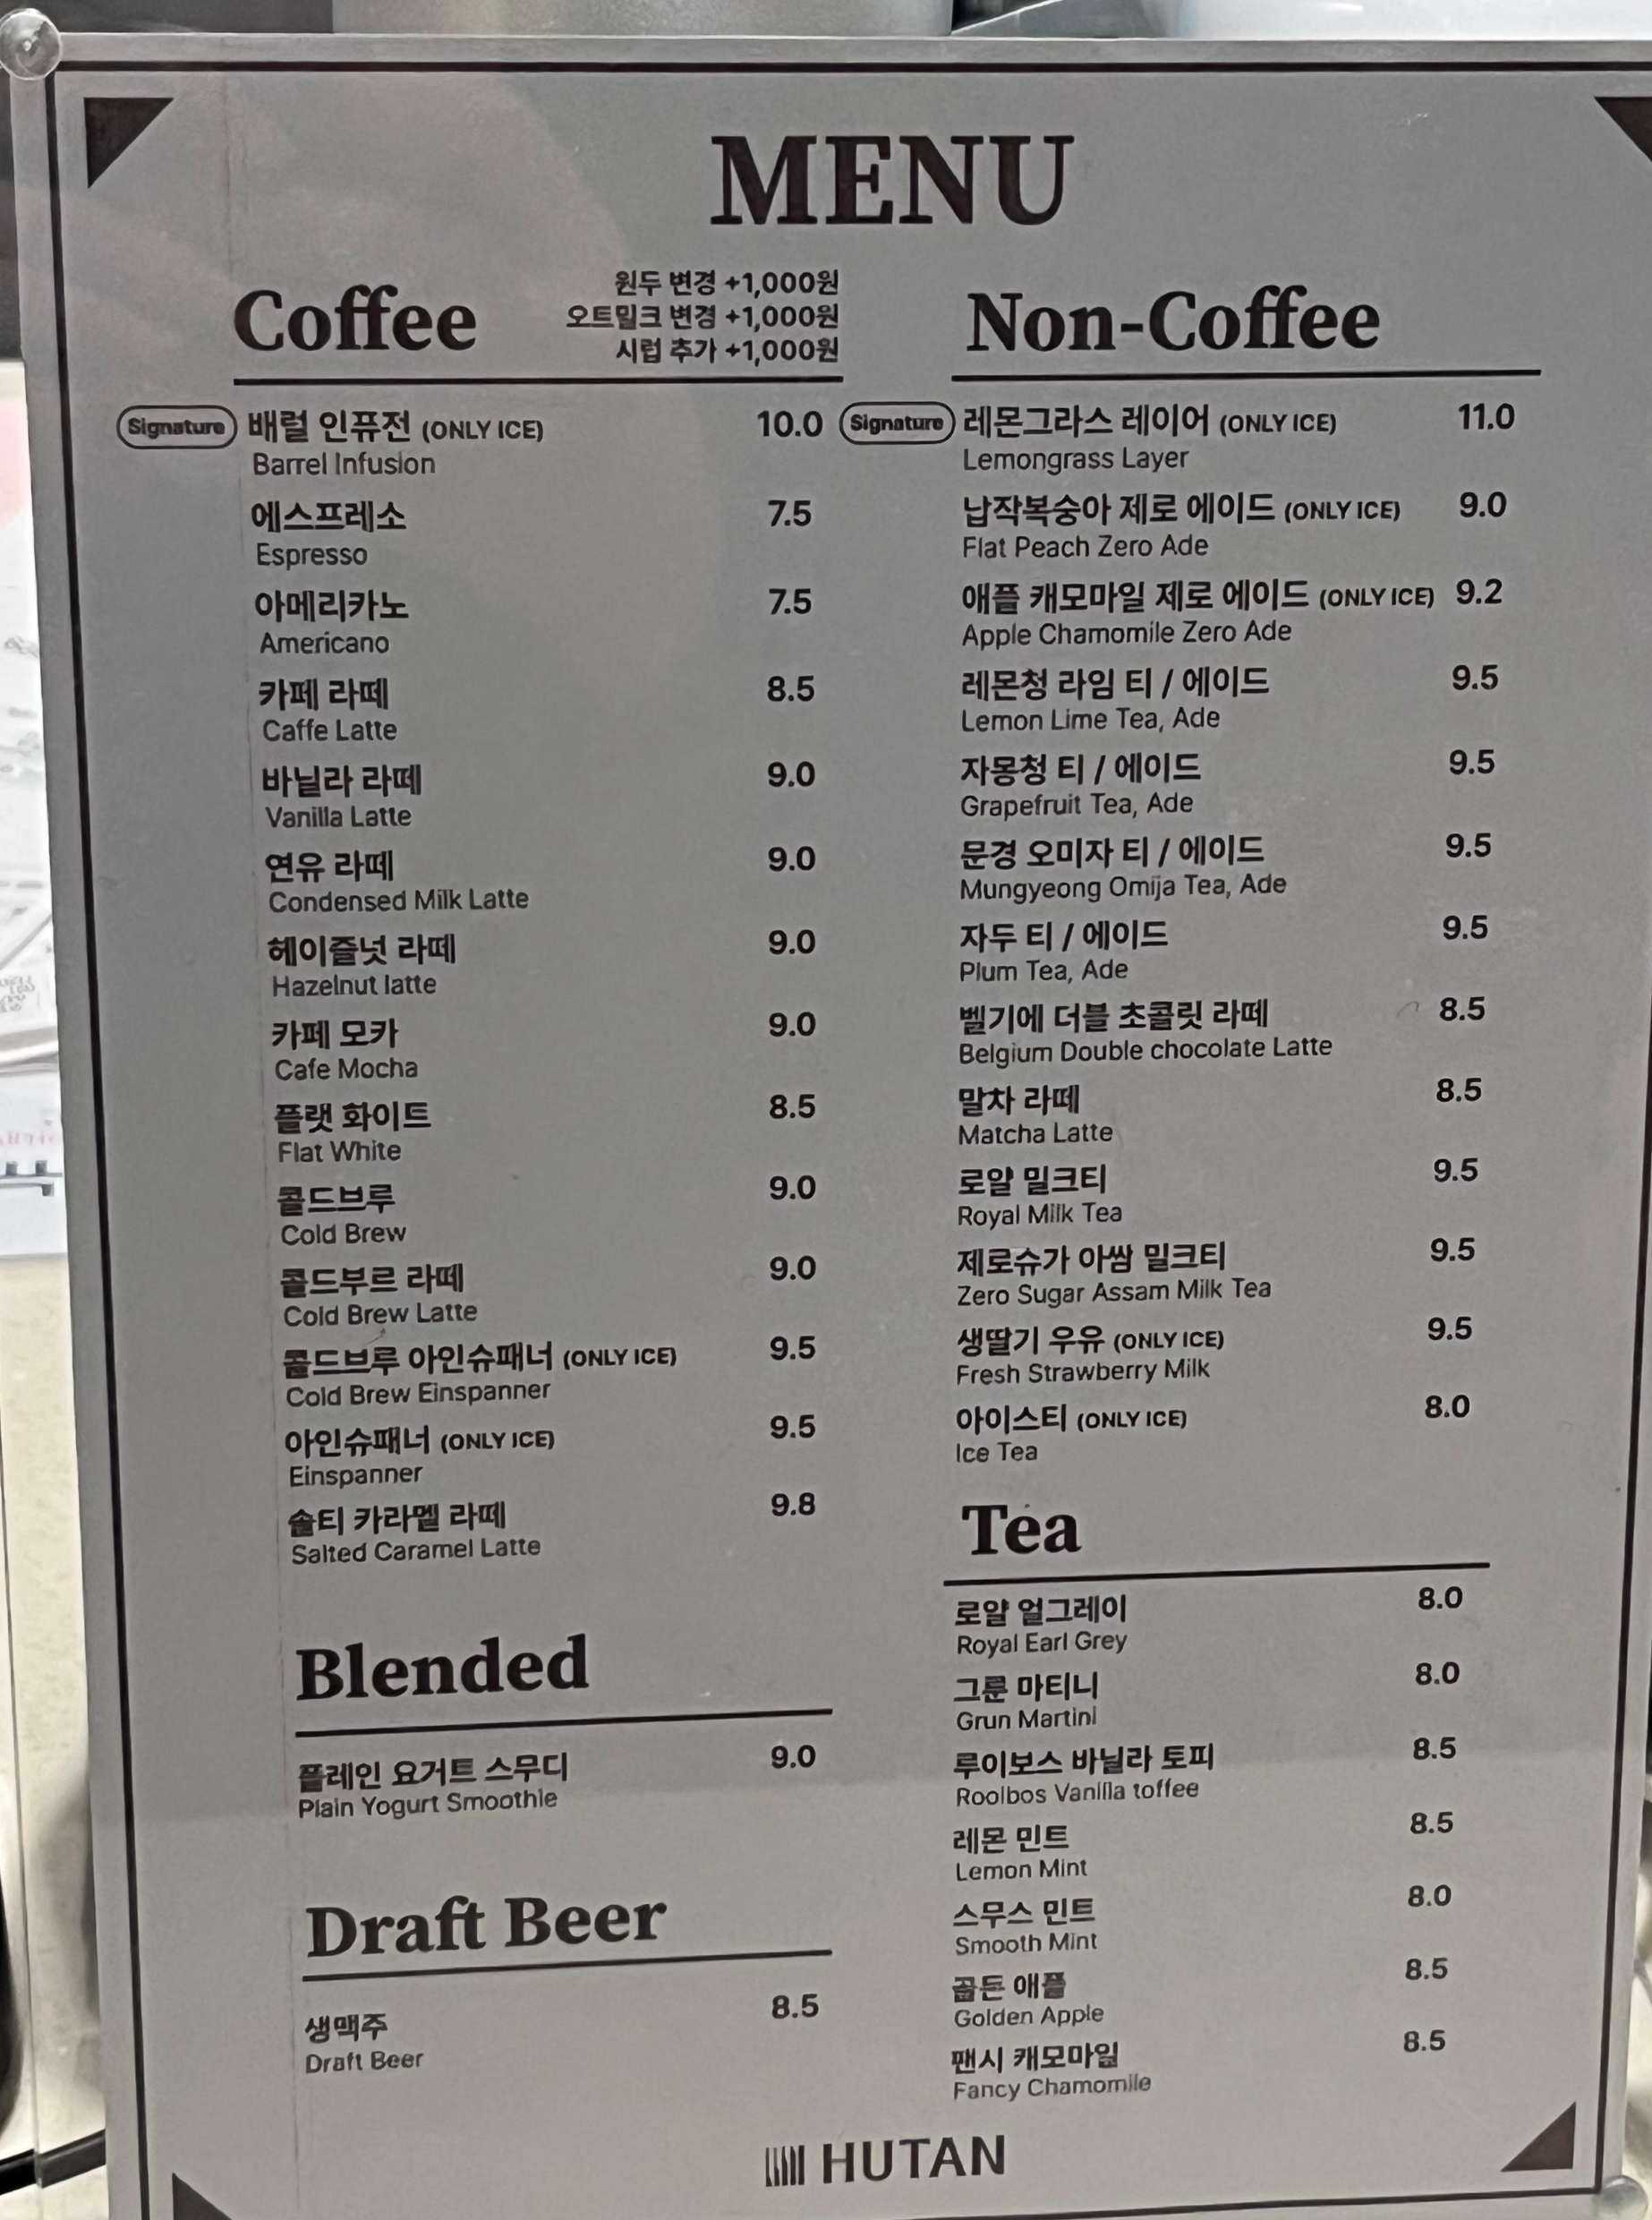 MENU
Coffee
원두 변경 +1,000원
오트밀크 변경 +1,000원
시럽 추가 +1,000원
Signature 배럴 인퓨전 (ONLY ICE) 10.0
Barrel Infusion
에스프레소 7.5
Espresso
아메리카노 7.5
Americano
카페 라떼 8.5
Caffe Latte
바닐라 라떼 9.0
Vanilla Latte
연유 라떼 9.0
Condensed Milk Latte
헤이즐넛 라떼 9.0
Hazelnut latte
카페 모카 9.0
Cafe Mocha
플랫 화이트 8.5
Flat White
콜드브루 9.0
Cold Brew
콜드부르 라떼 9.0
Cold Brew Latte
콜드브루 아인슈패너 (ONLY ICE) 9.5
Cold Brew Einspanner
아인슈패너 (ONLY ICE) 9.5
Einspanner
솔티 카라멜 라떼 9.8
Salted Caramel Latte
Blended
플레인 요거트 스무디 9.0
Plain Yogurt Smoothie
Draft Beer
생맥주 8.5
Draft Beer
Non-Coffee
Signature 레몬그라스 레이어 (ONLY ICE) 11.0
Lemongrass Layer
납작복숭아 제로 에이드 (ONLY ICE) 9.0
Flat Peach Zero Ade
애플 캐모마일 제로 에이드 (ONLY ICE) 9.2
Apple Chamomile Zero Ade
레몬청 라임 티 / 에이드 9.5
Lemon Lime Tea, Ade
자몽청 티 / 에이드 9.5
Grapefruit Tea, Ade
문경 오미자 티 / 에이드 9.5
Mungyeong Omija Tea, Ade
자두 티 / 에이드 9.5
Plum Tea, Ade
벨기에 더블 초콜릿 라떼 8.5
Belgium Double chocolate Latte
말차 라떼 8.5
Matcha Latte
로얄 밀크티 9.5
Royal Milk Tea
제로슈가 아쌈 밀크티 9.5
Zero Sugar Assam Milk Tea
생딸기 우유 (ONLY ICE) 9.5
Fresh Strawberry Milk
아이스티 (ONLY ICE) 8.0
Ice Tea
Tea
로얄 얼그레이 8.0
Royal Earl Grey
그룬 마티니 8.0
Grun Martini
루이보스 바닐라 토피 8.5
Rooibos Vanilla toffee
레몬 민트 8.5
Lemon Mint
스무스 민트 8.0
Smooth Mint
골든 애플 8.5
Golden Apple
팬시 캐모마일 8.5
Fancy Chamomile
HUTAN